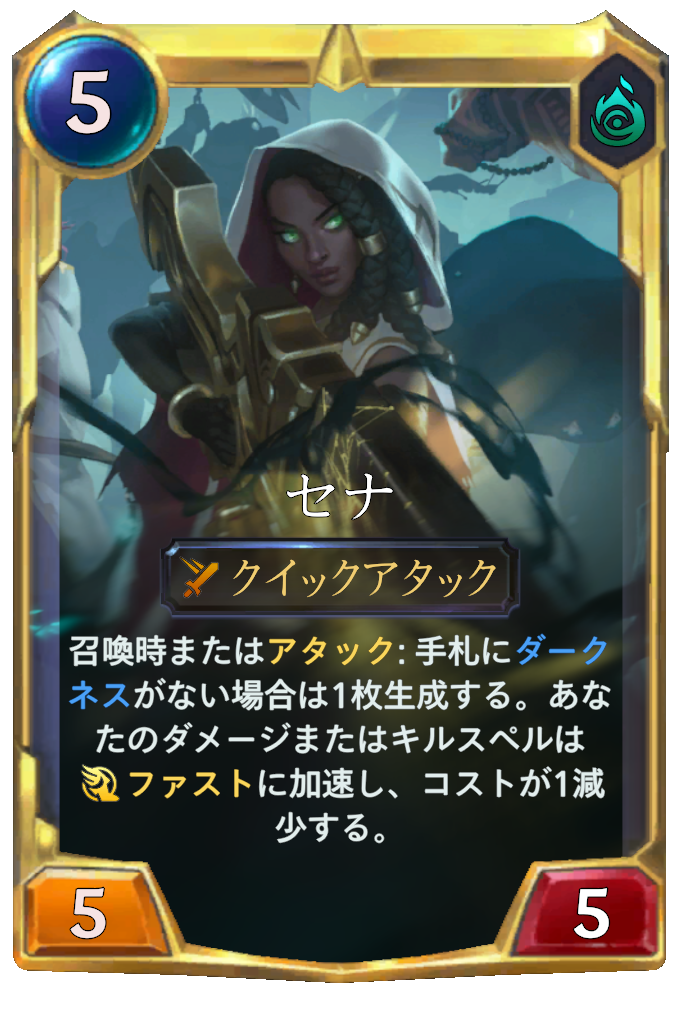 5
セナ
クイックアタック
召喚時またはアタック: 手札にダーク
ネスがない場合は1枚生成する。あな
たのダメージまたはキルスペルは
ファストに加速し、コストが1減
少する。
5
5